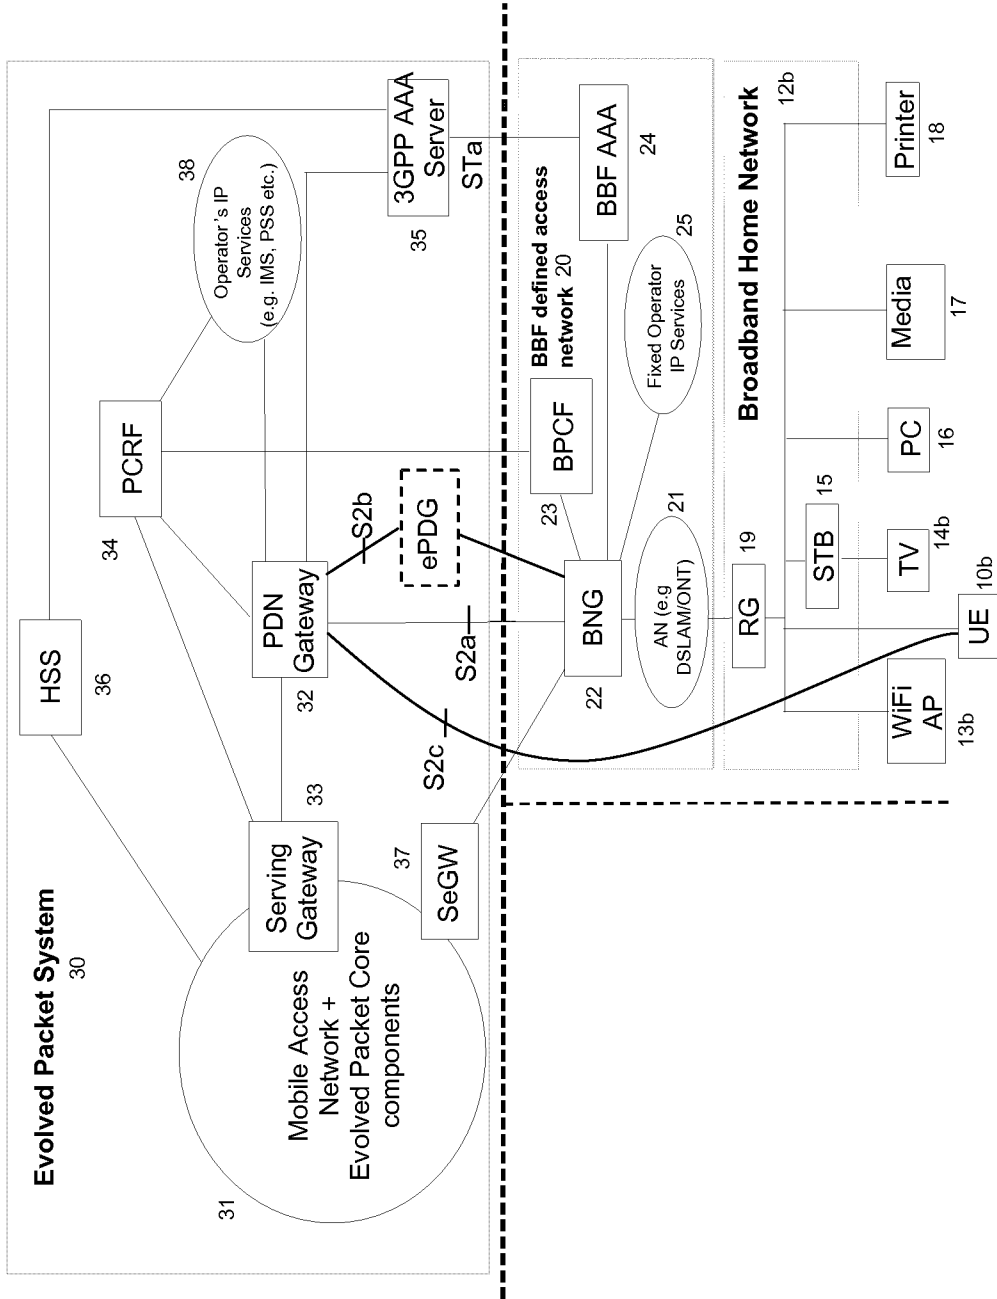 Evolved Packet System
30
HSS
36
34
PCRF
38
Operator's IP
Services
(e.g. IMS, PSS etc.)
31
Mobile Access
Network +
Evolved Packet Core
components
Serving
Gateway
33
PDN
Gateway
32
3GPP AAA
Server
35
STa
S2b
ePDG
S2a
S2c
37
SeGW
BBF defined access
network 20
BPCF
23
BBF AAA
24
BNG
22
Fixed Operator
IP Services
25
AN (e.g
DSLAM/ONT)
21
Broadband Home Network
12b
RG
19
STB
15
WiFi
AP
13b
UE
10b
TV
14b
PC
16
Media
17
Printer
18